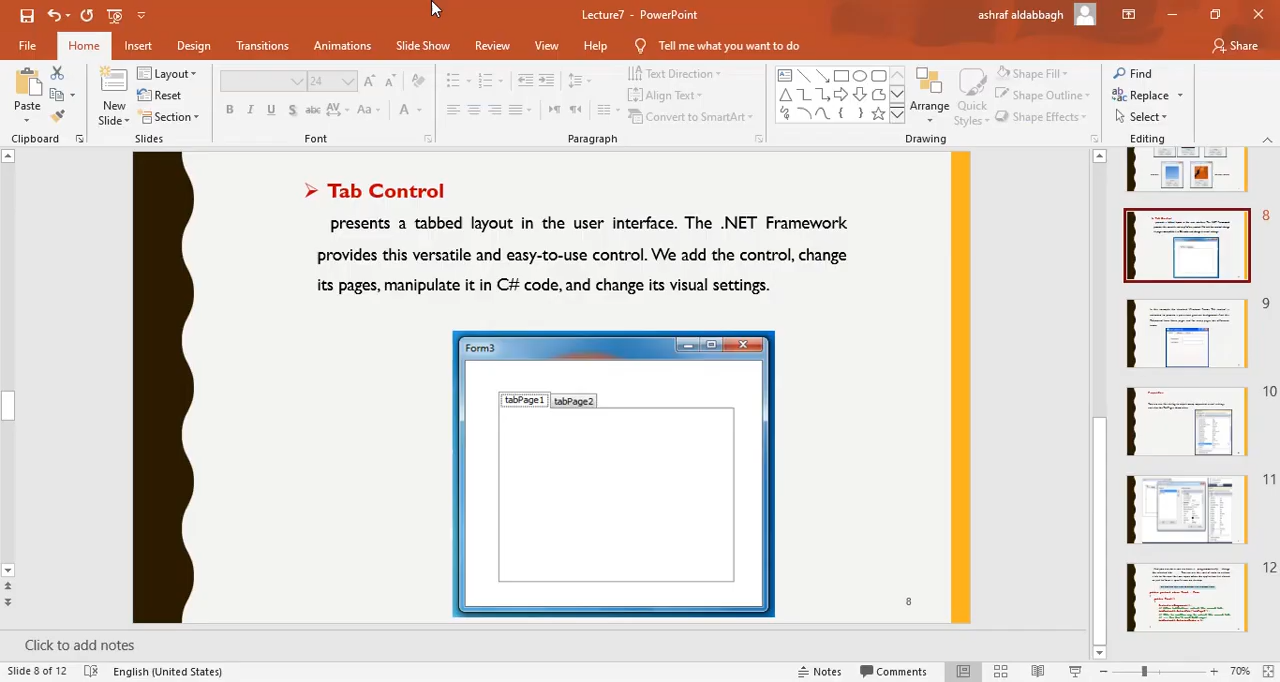 Lecture7 - PowerPoint
ashraf aldabbagh
File Home Insert Design Transitions Animations Slide Show Review View Help Tell me what you want to do Share
Paste
Clipboard
New Slide
Layout
Reset
Section
Slides
24
B I U S abc AV Aa A
Font
Text Direction
Align Text
Convert to SmartArt
Paragraph
Arrange
Quick Styles
Shape Fill
Shape Outline
Shape Effects
Drawing
Find
Replace
Select
Editing
➢ Tab Control
presents a tabbed layout in the user interface. The .NET Framework
provides this versatile and easy-to-use control. We add the control, change
its pages, manipulate it in C# code, and change its visual settings.
Form3
tabPage1 tabPage2
8
8
9
10
11
12
Click to add notes
Slide 8 of 12 English (United States) Notes Comments 70%